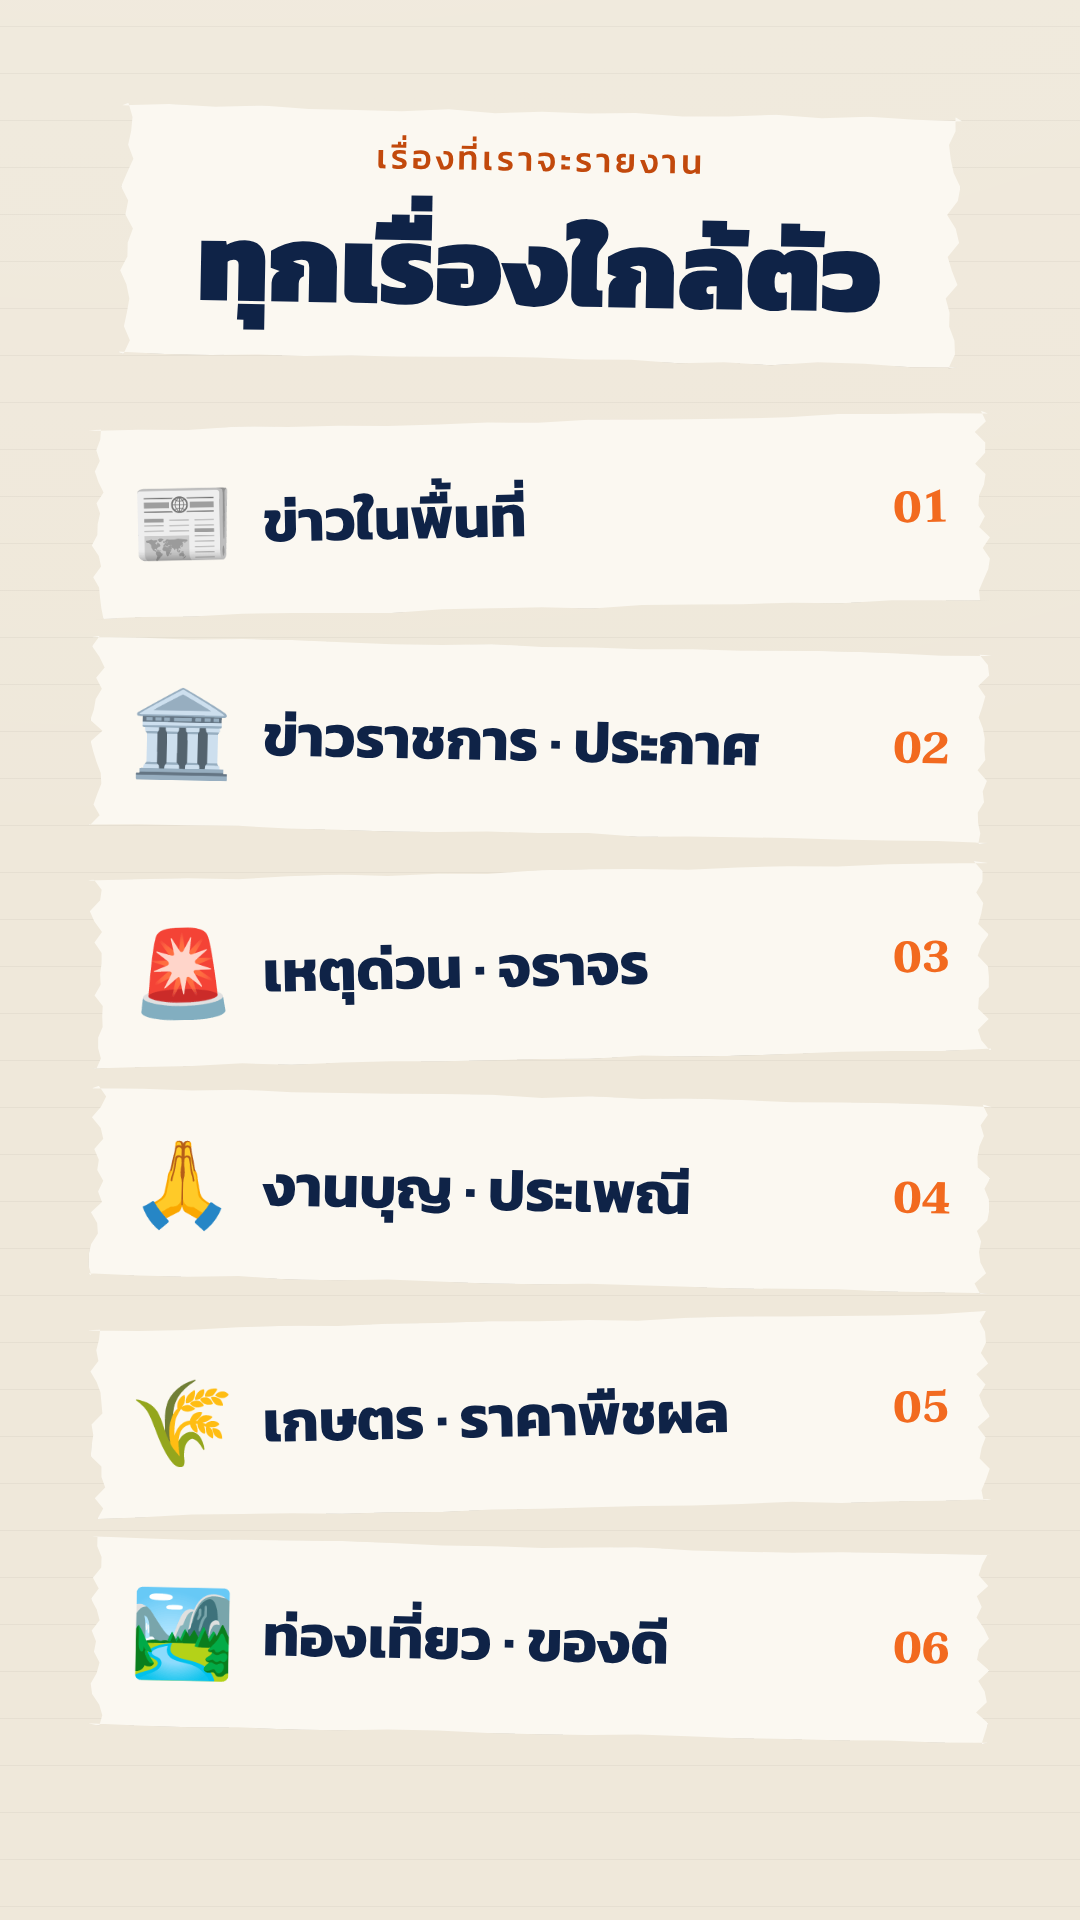 เรื่องที่เราจะรายงาน
ทุกเรื่องใกล้ตัว
ข่าวในพื้นที่ 01
ข่าวราชการ · ประกาศ 02
เหตุด่วน · จราจร 03
งานบุญ · ประเพณี 04
เกษตร · ราคาพืชผล 05
ท่องเที่ยว · ของดี 06